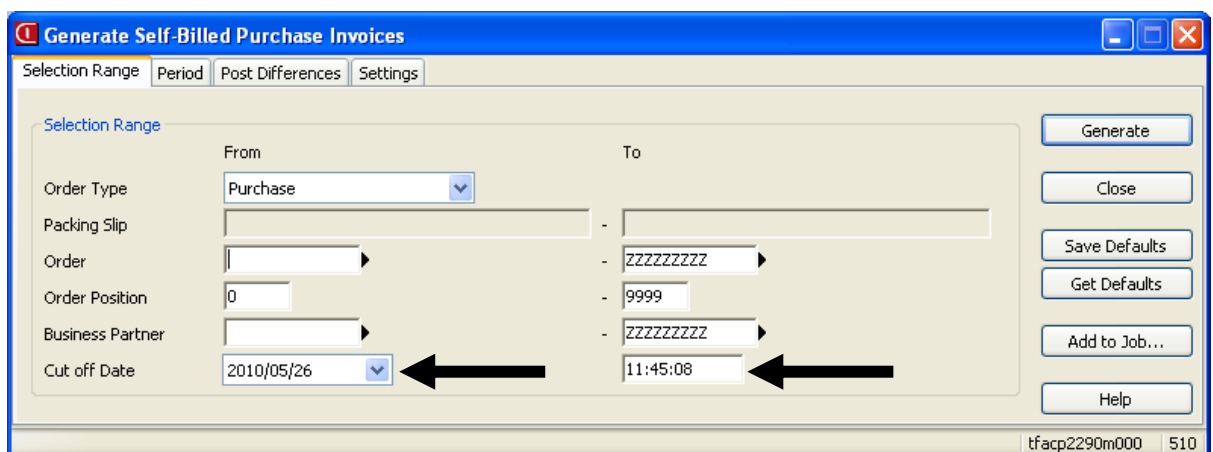 Generate Self-Billed Purchase Invoices
Selection Range Period Post Differences Settings
Selection Range
From To
Order Type Purchase
Packing Slip -
Order - ZZZZZZZZZ
Order Position 0 - 9999
Business Partner - ZZZZZZZZZ
Cut off Date 2010/05/26 11:45:08
Generate
Close
Save Defaults
Get Defaults
Add to Job...
Help
tfacp2290m000 510